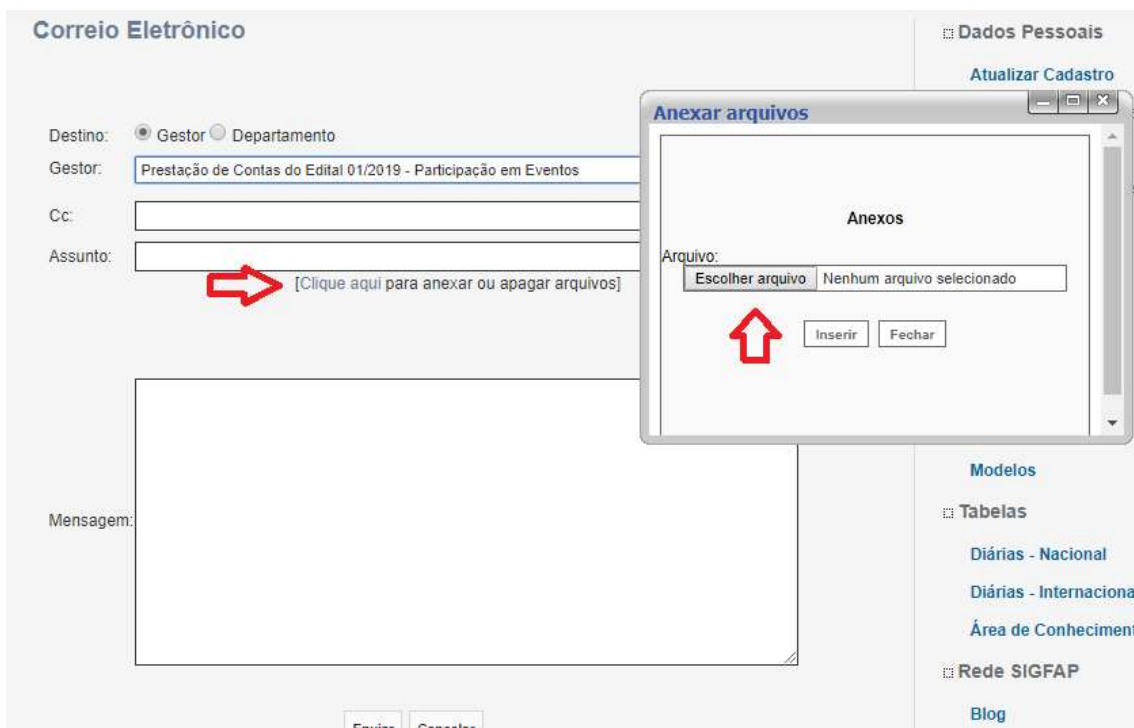 Correio Eletrônico
Destino: Gestor Departamento
Gestor: Prestação de Contas do Edital 01/2019 - Participação em Eventos
Cc:
Assunto:
[Clique aqui para anexar ou apagar arquivos]
Mensagem:
Enviar Cancelar
Anexar arquivos
Anexos
Arquivo:
Escolher arquivo Nenhum arquivo selecionado
Inserir Fechar
Dados Pessoais
Atualizar Cadastro
Modelos
Tabelas
Diárias - Nacional
Diárias - Internaciona
Área de Conheciment
Rede SIGFAP
Blog